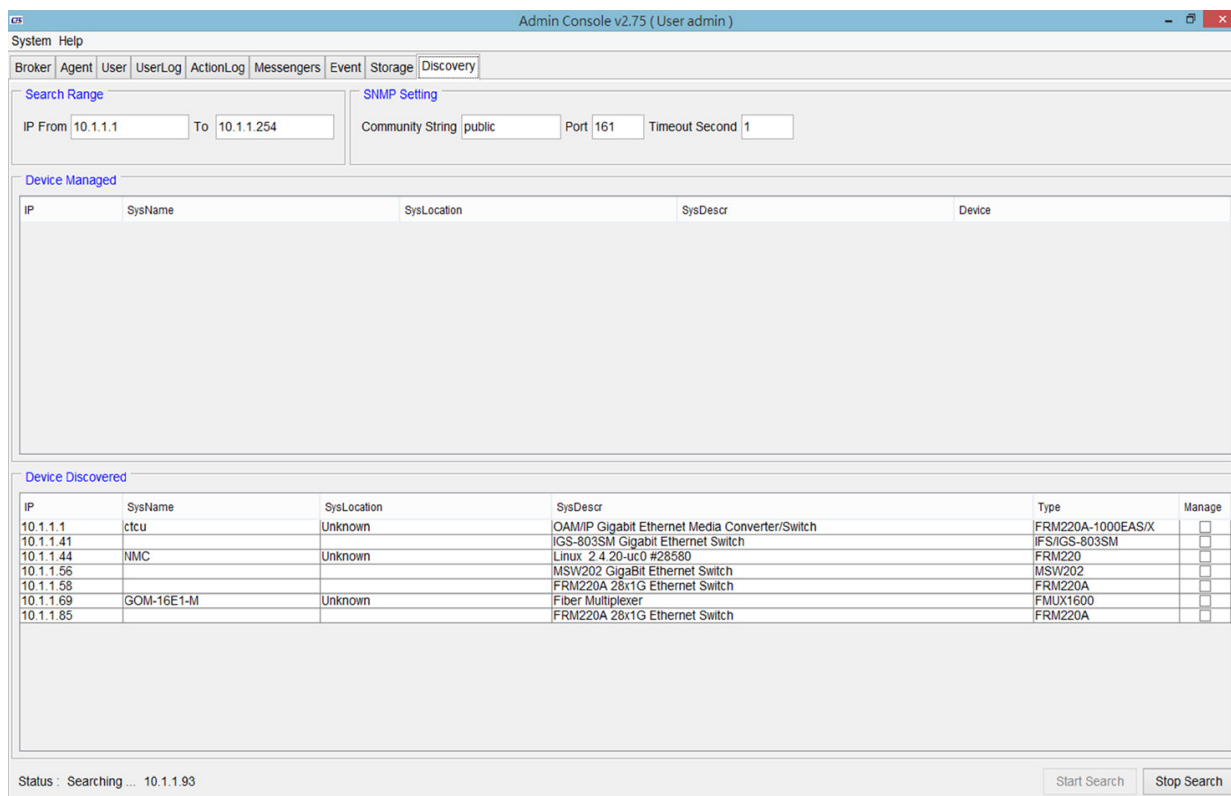 Admin Console v2.75 ( User admin )
System Help
Broker Agent User UserLog ActionLog Messengers Event Storage Discovery
Search Range SNMP Setting
IP From 10.1.1.1 To 10.1.1.254 Community String public Port 161 Timeout Second 1
Device Managed
IP SysName SysLocation SysDescr Device
Device Discovered
IP SysName SysLocation SysDescr Type Manage
10.1.1.1 ctcu Unknown OAM/IP Gigabit Ethernet Media Converter/Switch FRM220A-1000EAS/X
10.1.1.41 IGS-803SM Gigabit Ethernet Switch IFS/IGS-803SM
10.1.1.44 NMC Unknown Linux 2.4.20-uc0 #28580 FRM220
10.1.1.56 MSW202 GigaBit Ethernet Switch MSW202
10.1.1.58 FRM220A 28x1G Ethernet Switch FRM220A
10.1.1.69 GOM-16E1-M Unknown Fiber Multiplexer FMUX1600
10.1.1.85 FRM220A 28x1G Ethernet Switch FRM220A
Status : Searching ... 10.1.1.93 Start Search Stop Search